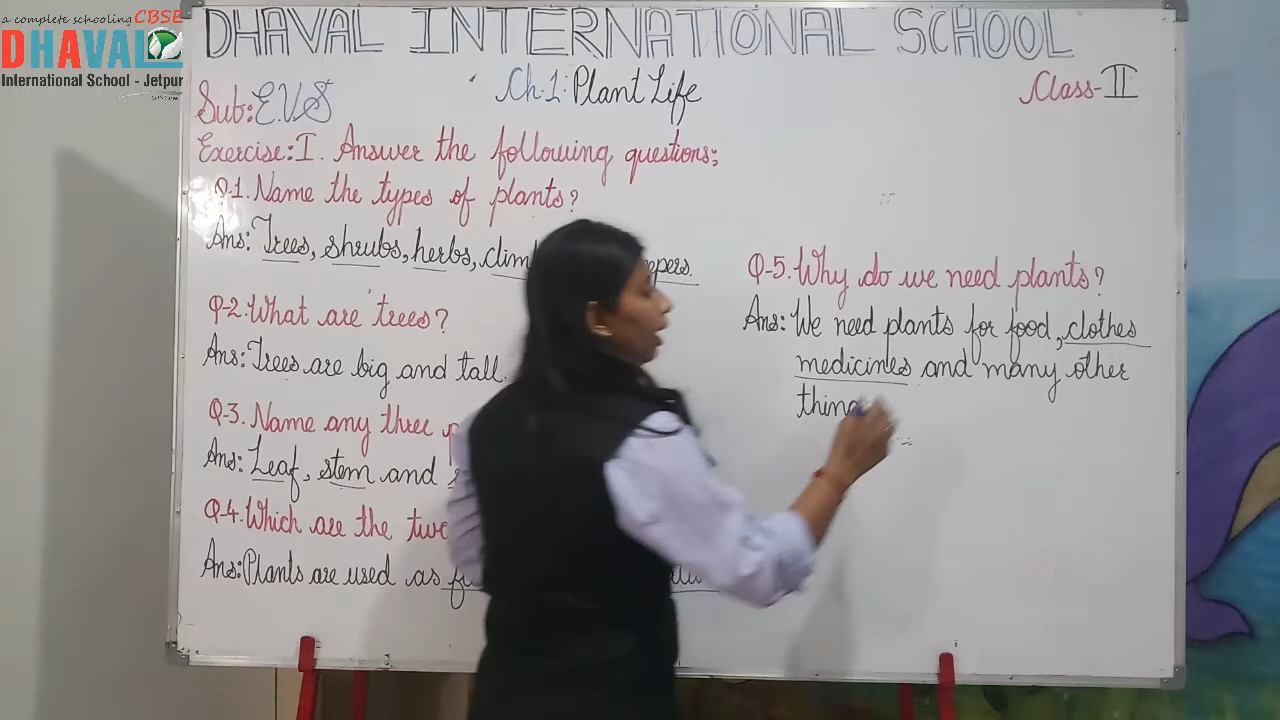 a complete schooling CBSE
DHAVAL
International School - Jetpur
DHAVAL INTERNATIONAL SCHOOL
Sub: E.V.S
Ch.1: Plant Life
Class-II
Exercise: I. Answer the following questions:
Q-1. Name the types of plants?
Ans: Trees, shrubs, herbs,
Q-2. What are trees?
Ans: Trees are big and tall.
Q-3. Name any three
Ans: Leaf, stem and
Q-4. Which are the two
Ans: Plants are used as
Q-5. Why do we need plants?
Ans: We need plants for food, clothes
medicines and many other
thing